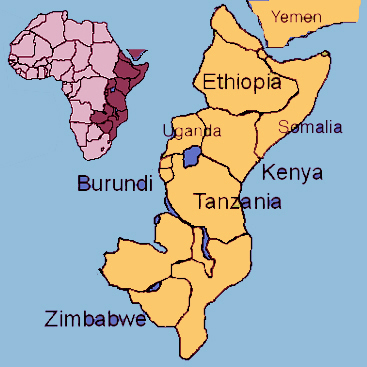 Yemen
Ethiopia
Uganda
Somalia
Kenya
Burundi
Tanzania
Zimbabwe